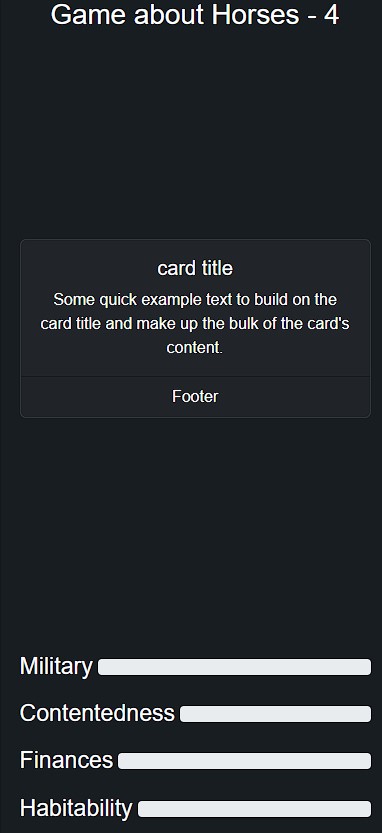 Game about Horses - 4
card title
Some quick example text to build on the
card title and make up the bulk of the card's
content.
Footer
Military
Contentedness
Finances
Habitability